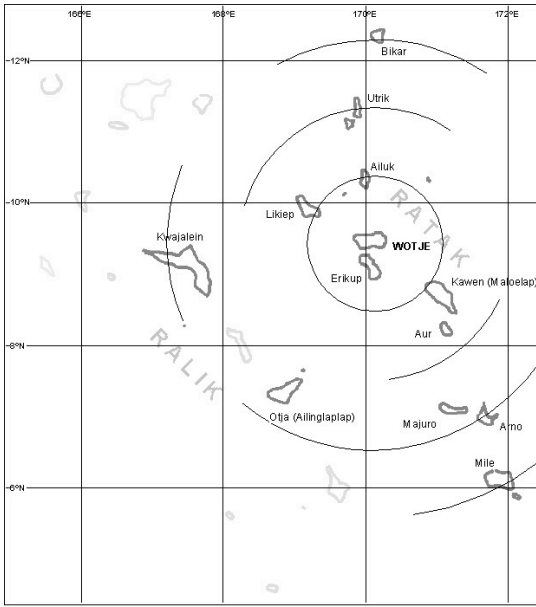 166°E 168°E 170°E 172°E
Bikar
12°N
Utrik
Ailuk
10°N
Likiep
RATAK
Kwajalein
WOTJE
Erikup
Kawen (Maloelap)
Aur
8°N
RALIK
Otja (Ailinglaplap)
Majuro
Arno
Mile
6°N